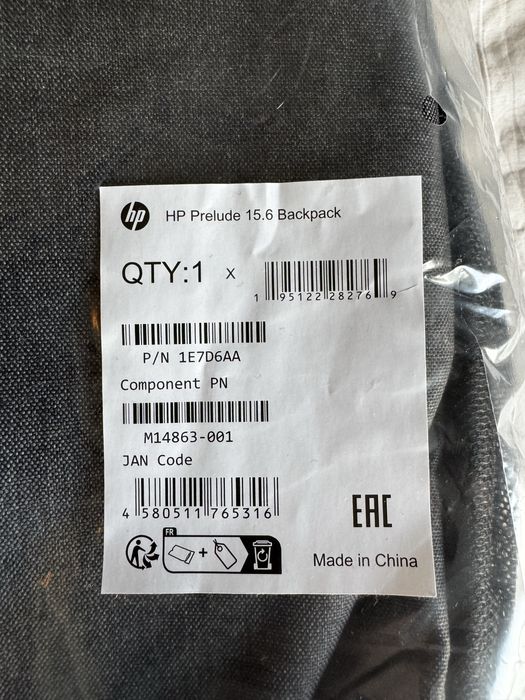 hp HP Prelude 15.6 Backpack
QTY:1 X
1 95122 28276 9
P/N 1E7D6AA
Component PN
M14863-001
JAN Code
4 580511 765316
EAC
FR
+
Made in China